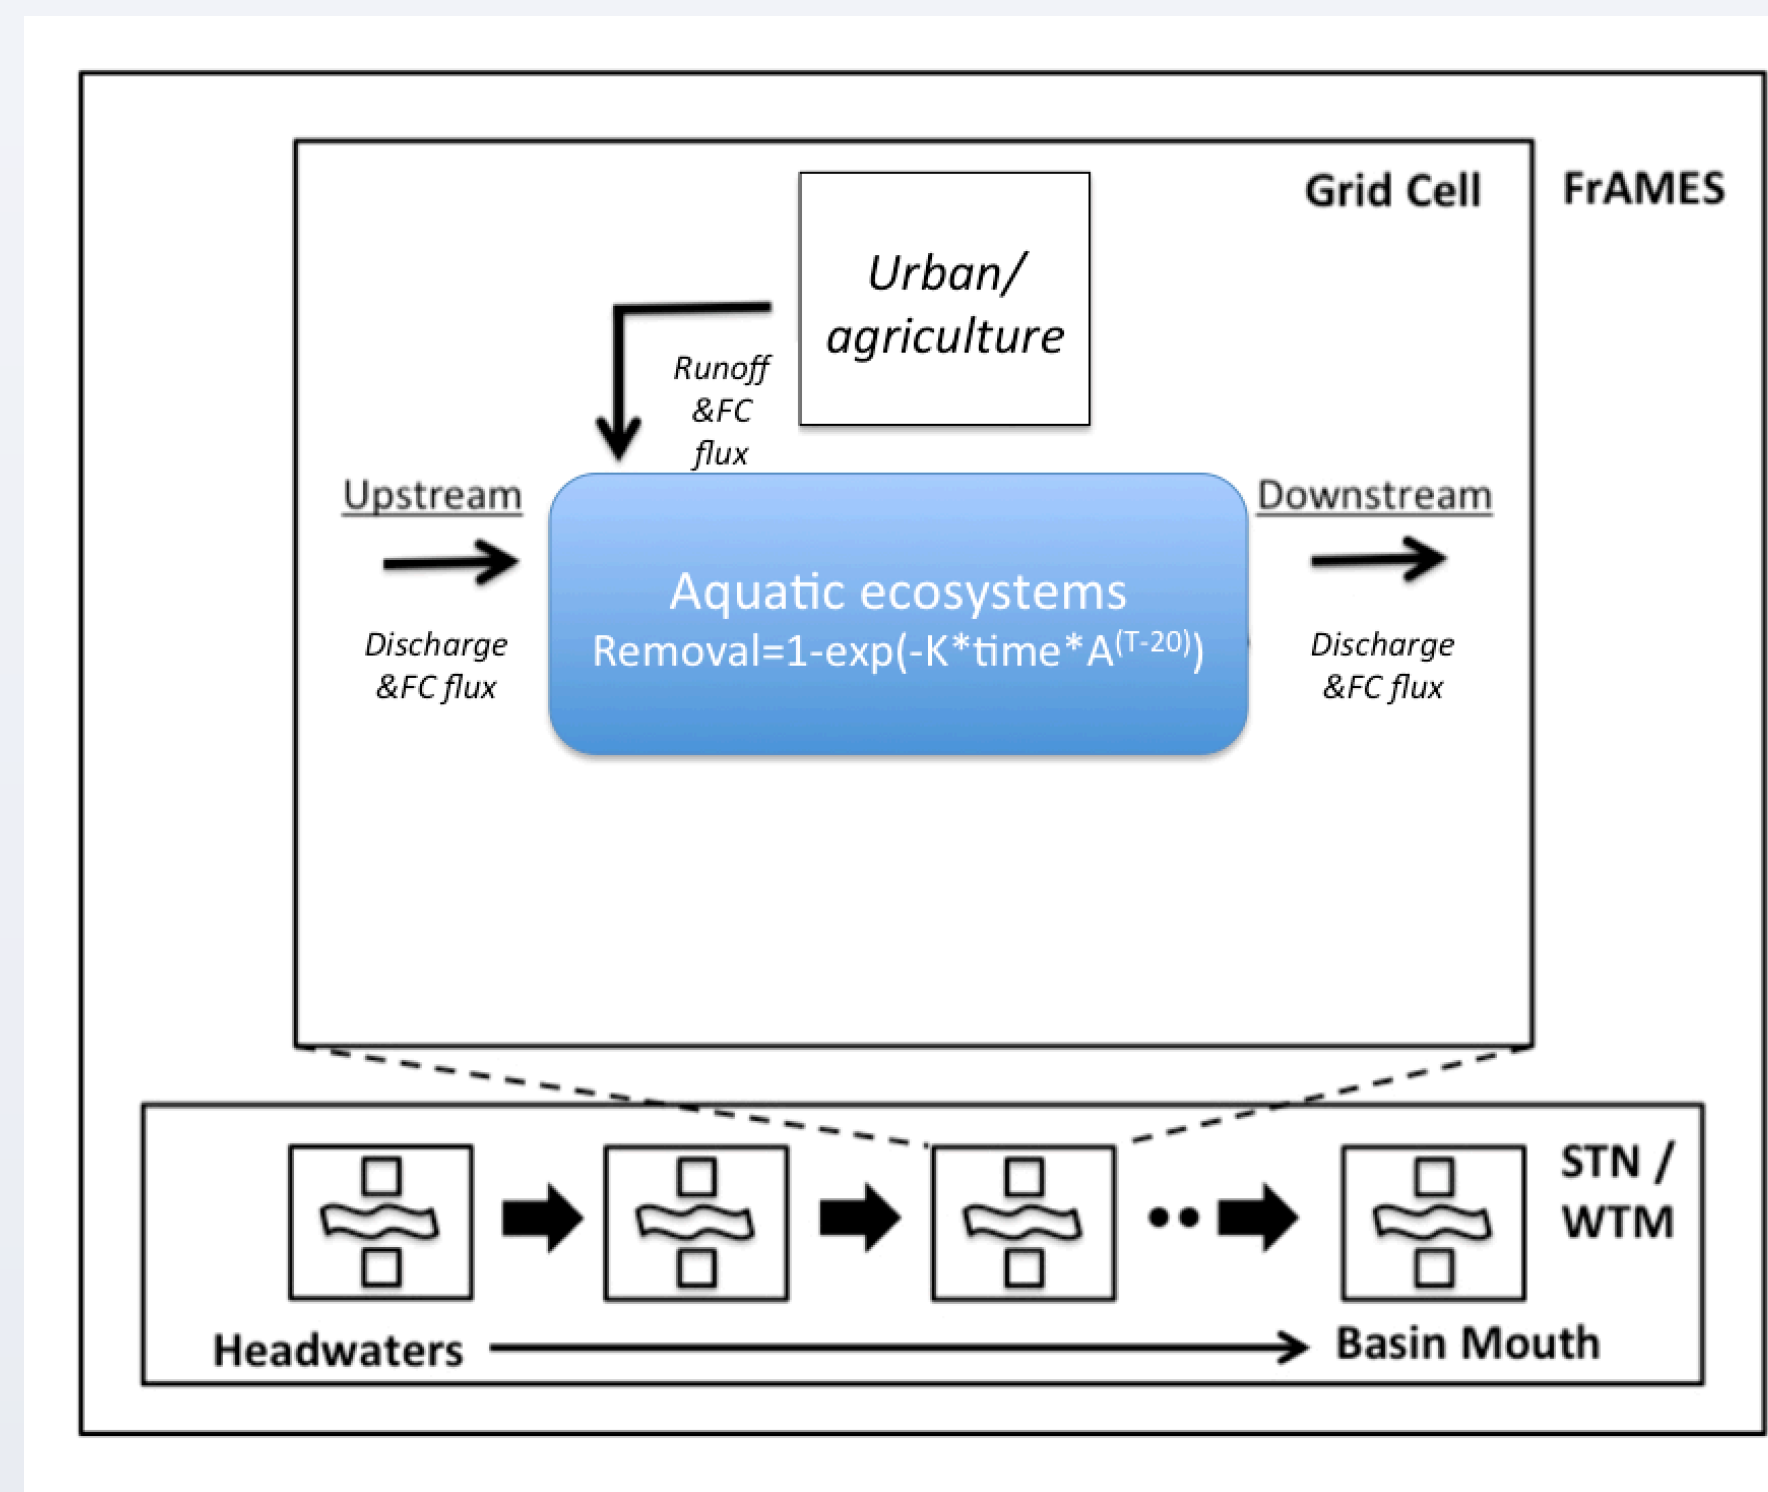 Grid Cell
FrAMES
Urban/
agriculture
Runoff
&FC
flux
Upstream
Discharge
&FC flux
Aquatic ecosystems
Removal=1-exp(-K*time*A^(T-20))
Downstream
Discharge
&FC flux
STN /
WTM
Headwaters
Basin Mouth